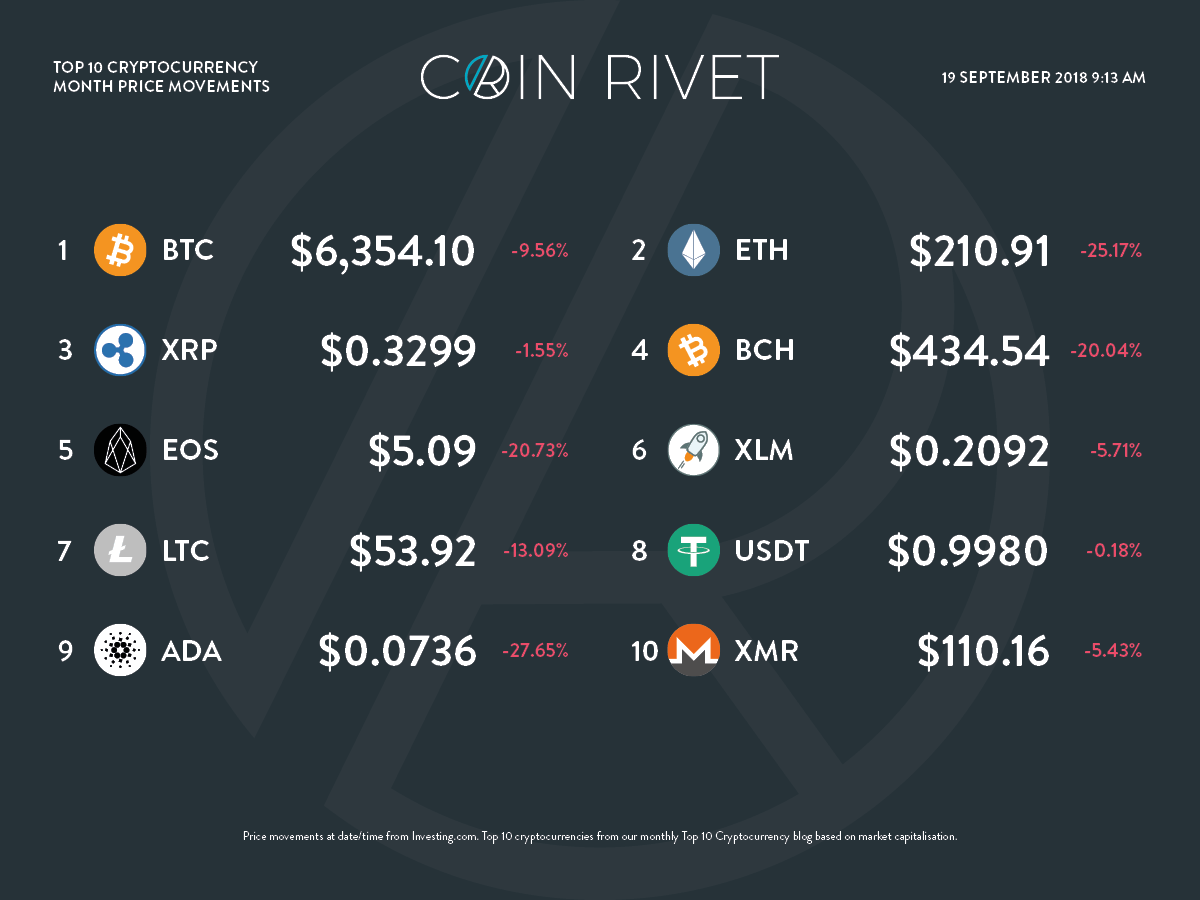 TOP 10 CRYPTOCURRENCY
MONTH PRICE MOVEMENTS
COIN RIVET
19 SEPTEMBER 2018 9:13 AM
1 BTC $6,354.10 -9.56%
2 ETH $210.91 -25.17%
3 XRP $0.3299 -1.55%
4 BCH $434.54 -20.04%
5 EOS $5.09 -20.73%
6 XLM $0.2092 -5.71%
7 LTC $53.92 -13.09%
8 USDT $0.9980 -0.18%
9 ADA $0.0736 -27.65%
10 XMR $110.16 -5.43%
Price movements at date/time from Investing.com. Top 10 cryptocurrencies from our monthly Top 10 Cryptocurrency blog based on market capitalisation.